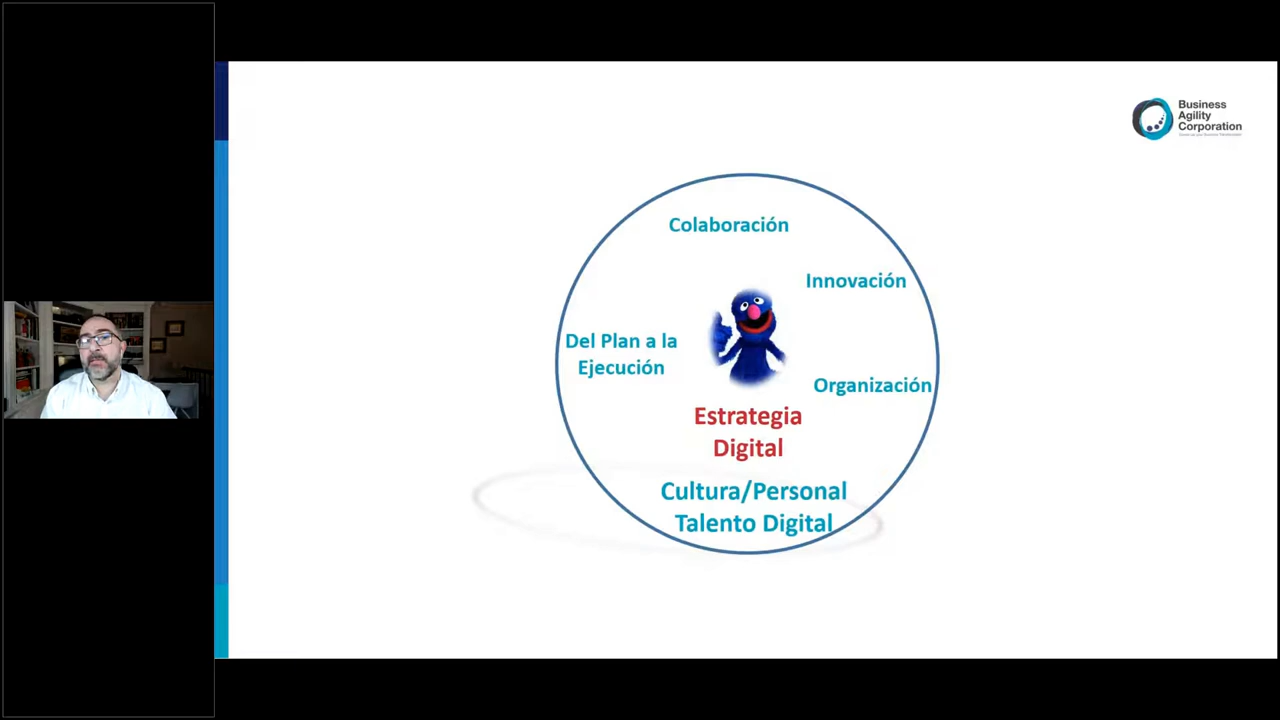 Business
Agility
Corporation
Colaboración
Innovación
Del Plan a la
Ejecución
Organización
Estrategia
Digital
Cultura/Personal
Talento Digital